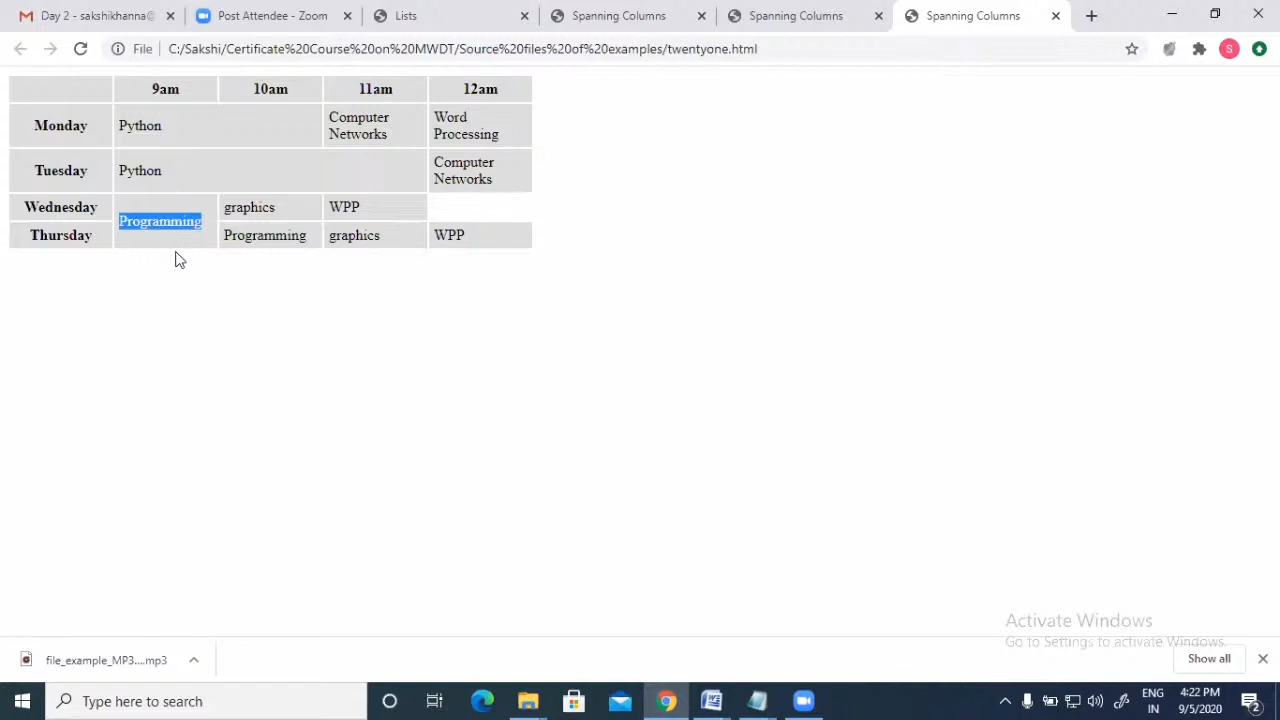 Day 2 - sakshikhanna@
Post Attendee - Zoom
Lists
Spanning Columns
Spanning Columns
Spanning Columns
File
C:/Sakshi/Certificate%20Course%20on%20MWDT/Source%20files%20of%20examples/twentyone.html
S
9am 10am 11am 12am
Monday Python Computer Networks Word Processing
Tuesday Python Computer Networks
Wednesday Programming graphics WPP
Thursday Programming graphics WPP
Activate Windows
Go to Settings to activate Windows.
file_example_MP3....mp3
Show all
Type here to search
ENG
IN
4:22 PM
9/5/2020
2